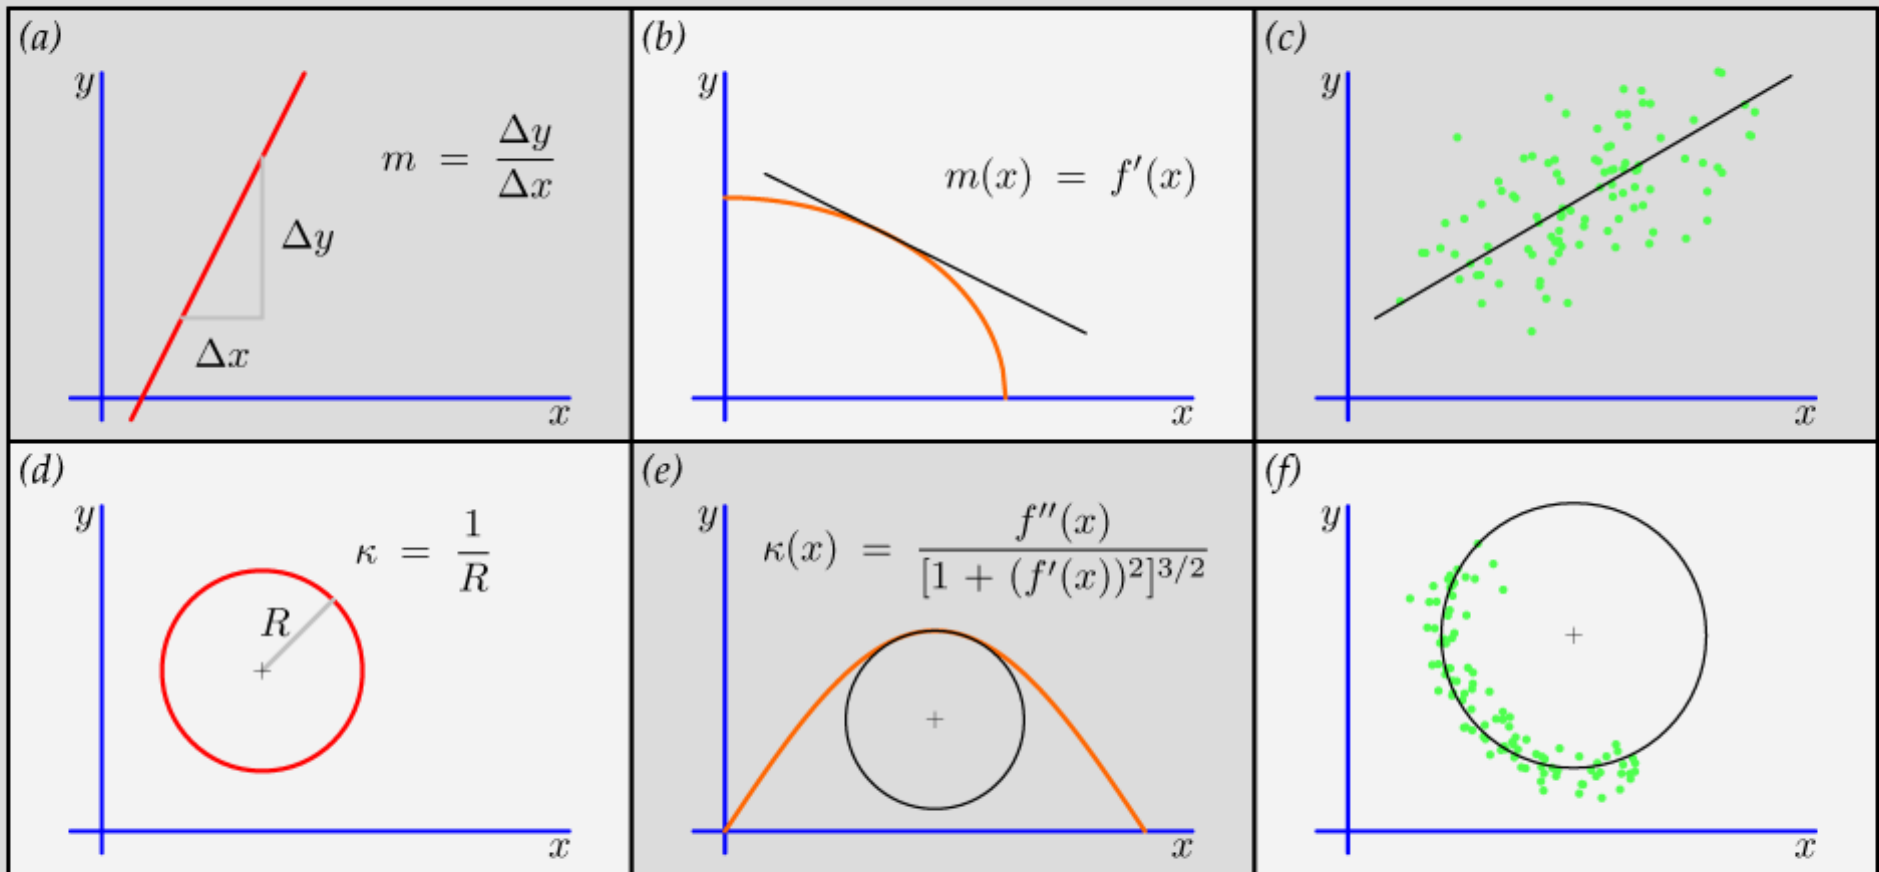 (a)
y
m = Δy/Δx
Δy
Δx
x
(b)
y
m(x) = f′(x)
x
(c)
y
x
(d)
y
κ = 1/R
R
x
(e)
y
κ(x) = f″(x)/[1 + (f′(x))²]³/²
x
(f)
y
x